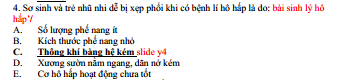 4. Sơ sinh và trẻ nhũ nhi dễ bị xẹp phổi khi có bệnh lí hô hấp là do: bài sinh lý hô
hấp*/
A. Số lượng phế nang ít
B. Kích thước phế nang nhỏ
C. Thông khí bàng hệ kém slide y4
D. Xương sườn nằm ngang, dãn nở kém
E. Cơ hô hấp hoạt động chưa tốt